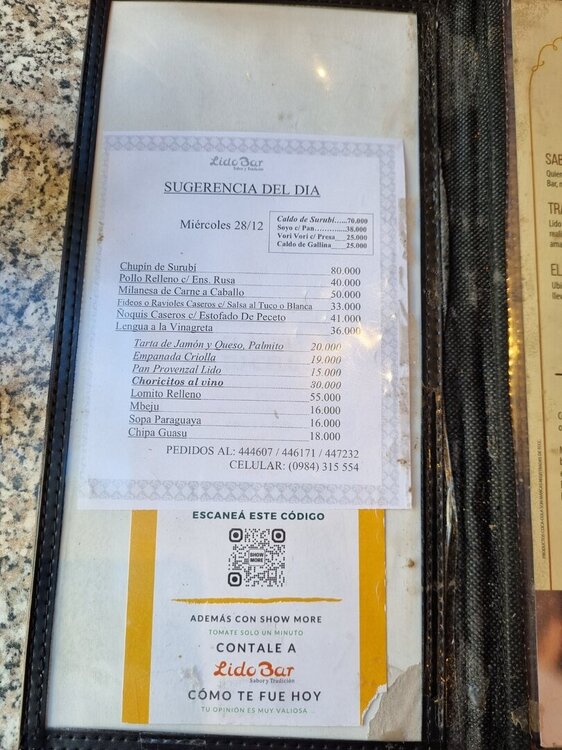 Lido Bar
Sabor y Tradición
SUGERENCIA DEL DIA
Miércoles 28/12
Caldo de Surubí.....70.000
Soyo c/ Pan...........38.000
Vori Vori c/ Presa___25.000
Caldo de Gallina____25.000
Chupín de Surubí 80.000
Pollo Relleno c/ Ens. Rusa 40.000
Milanesa de Carne a Caballo 50.000
Fideos o Ravioles Caseros c/ Salsa al Tuco o Blanca 33.000
Ñoquis Caseros c/ Estofado De Peceto 41.000
Lengua a la Vinagreta 36.000
Tarta de Jamón y Queso, Palmito 20.000
Empanada Criolla 19.000
Pan Provenzal Lido 15.000
Choricitos al vino 30.000
Lomito Relleno 55.000
Mbeju 16.000
Sopa Paraguaya 16.000
Chipa Guasu 18.000
PEDIDOS AL: 444607 / 446171 / 447232
CELULAR: (0984) 315 554
ESCANEÁ ESTE CÓDIGO
SHOW
MORE
ADEMÁS CON SHOW MORE
TOMATE SOLO UN MINUTO
CONTALE A
Lido Bar
Sabor y Tradición
CÓMO TE FUE HOY
TU OPINIÓN ES MUY VALIOSA